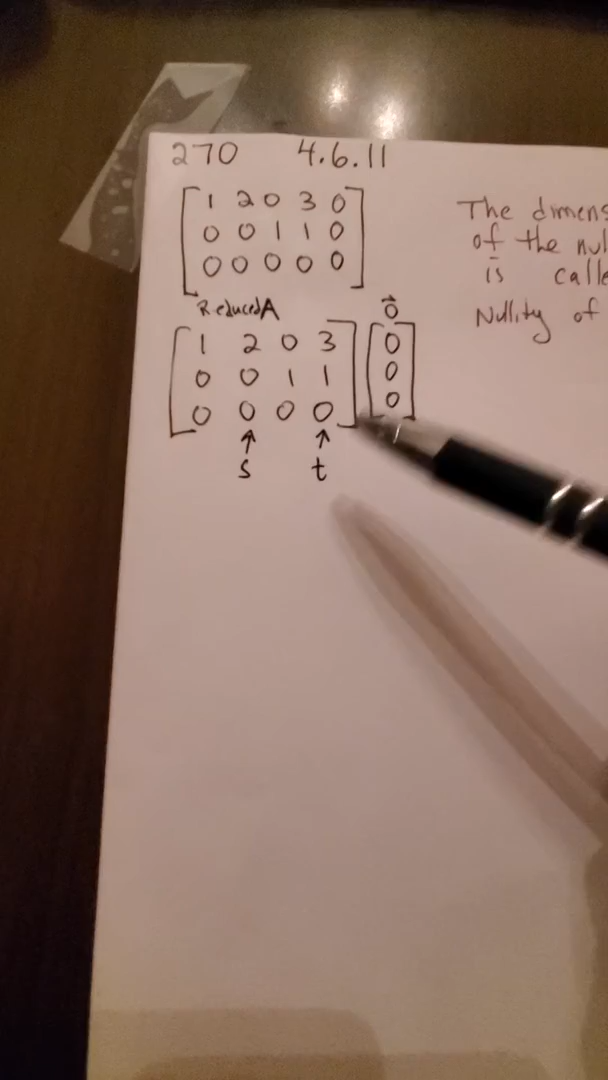 270 4.6.11
1 2 0 3 0
0 0 1 1 0
0 0 0 0 0
The dimens
of the nul
is calle
Nullity of
Reduced A 0⃗
1 2 0 3 0
0 0 1 1 0
0 0 0 0 0
↑ ↑
s t